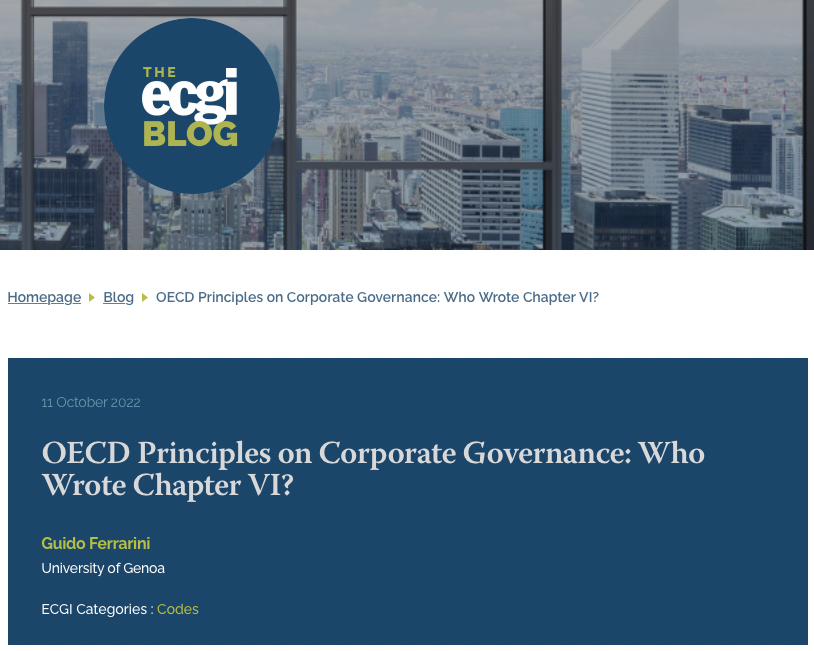 THE
ecgi
BLOG
Homepage Blog OECD Principles on Corporate Governance: Who Wrote Chapter VI?
11 October 2022
OECD Principles on Corporate Governance: Who
Wrote Chapter VI?
Guido Ferrarini
University of Genoa
ECGI Categories : Codes